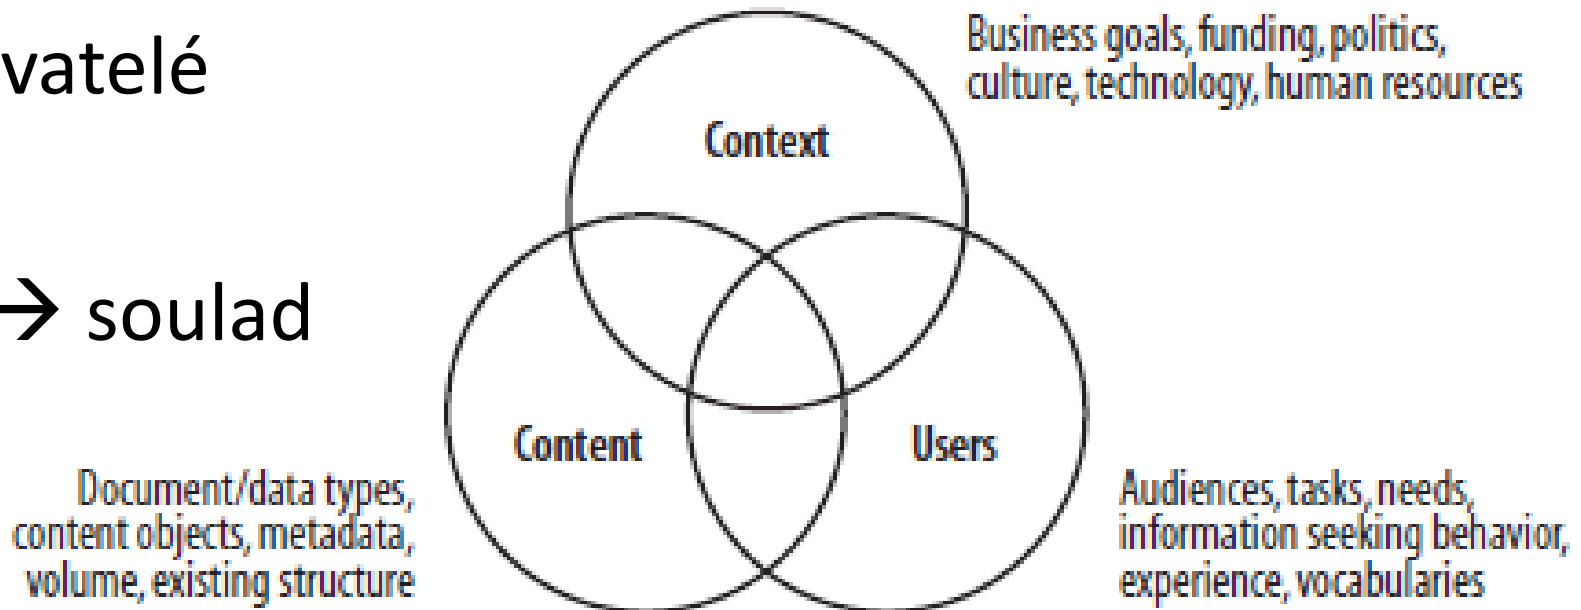 vatelé
→ soulad
Business goals, funding, politics,
culture, technology, human resources
Context
Content
Users
Document/data types,
content objects, metadata,
volume, existing structure
Audiences, tasks, needs,
information seeking behavior,
experience, vocabularies